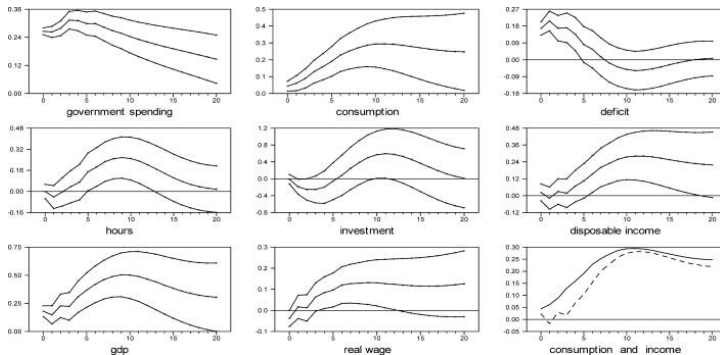 0.36
0.24
0.12
0.00
0 5 10 15 20
government spending
0.5
0.4
0.3
0.2
0.1
0.0
0 5 10 15 20
consumption
0.27
0.18
0.09
0.00
-0.09
-0.18
0 5 10 15 20
deficit
0.48
0.32
0.16
0.00
-0.16
0 5 10 15 20
hours
1.2
0.8
0.4
0.0
-0.4
-0.8
0 5 10 15 20
investment
0.48
0.36
0.24
0.12
0.00
-0.12
0 5 10 15 20
disposable income
0.75
0.50
0.25
0.00
0 5 10 15 20
gdp
0.3
0.2
0.1
0.0
-0.1
0 5 10 15 20
real wage
0.30
0.25
0.20
0.15
0.10
0.05
0.00
-0.05
0 5 10 15 20
consumption and income